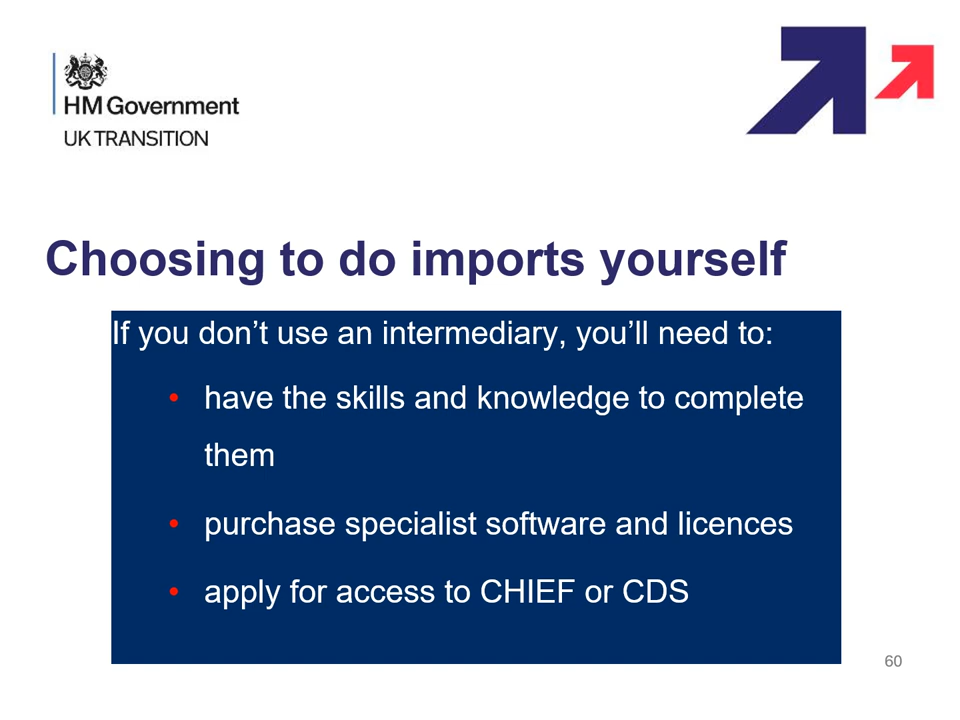 HM Government
UK TRANSITION
Choosing to do imports yourself
If you don’t use an intermediary, you’ll need to:
• have the skills and knowledge to complete
them
• purchase specialist software and licences
• apply for access to CHIEF or CDS
60